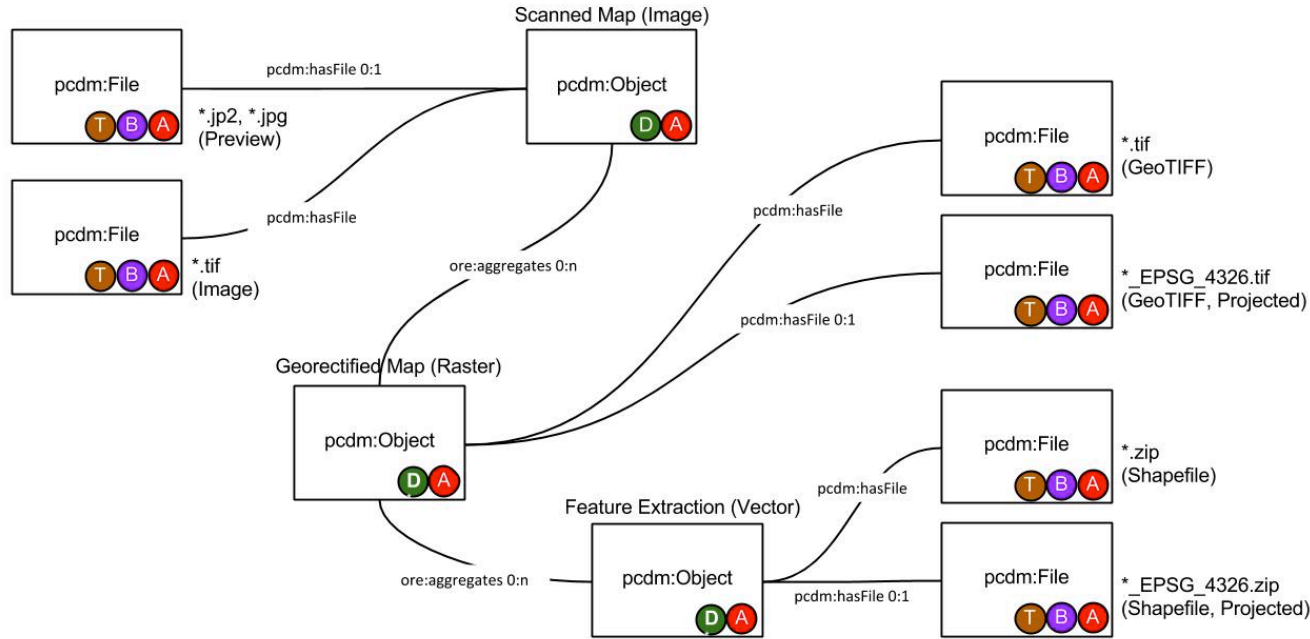 Scanned Map (Image)
pcdm:File
T B A
pcdm:hasFile 0:1
*.jp2, *.jpg
(Preview)
pcdm:Object
D A
pcdm:File
T B A
pcdm:hasFile
*.tif
(Image)
ore:aggregates 0:n
pcdm:File
T B A
*.tif
(GeoTIFF)
pcdm:hasFile
pcdm:File
T B A
*_EPSG_4326.tif
(GeoTIFF, Projected)
pcdm:hasFile 0:1
Georectified Map (Raster)
pcdm:Object
D A
ore:aggregates 0:n
Feature Extraction (Vector)
pcdm:Object
D A
pcdm:hasFile
pcdm:File
T B A
*.zip
(Shapefile)
pcdm:hasFile 0:1
pcdm:File
T B A
*_EPSG_4326.zip
(Shapefile, Projected)